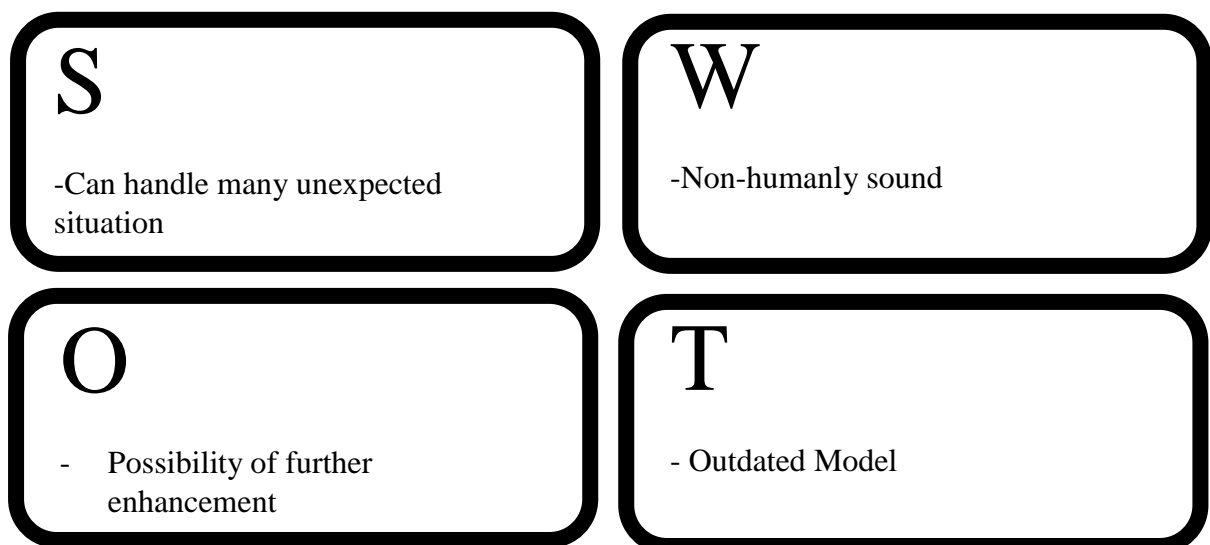 S
-Can handle many unexpected
situation
W
-Non-humanly sound
O
- Possibility of further
enhancement
T
- Outdated Model